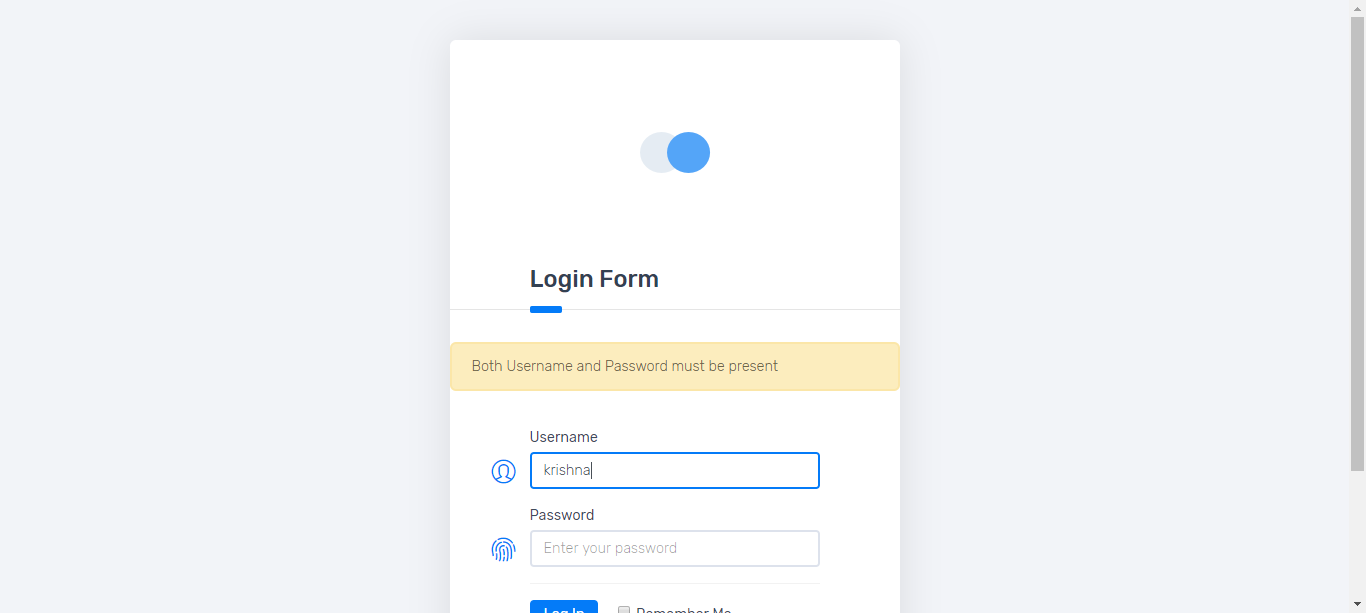 Login Form
Both Username and Password must be present
Username
krishna
Password
Enter your password
Log In Remember Me